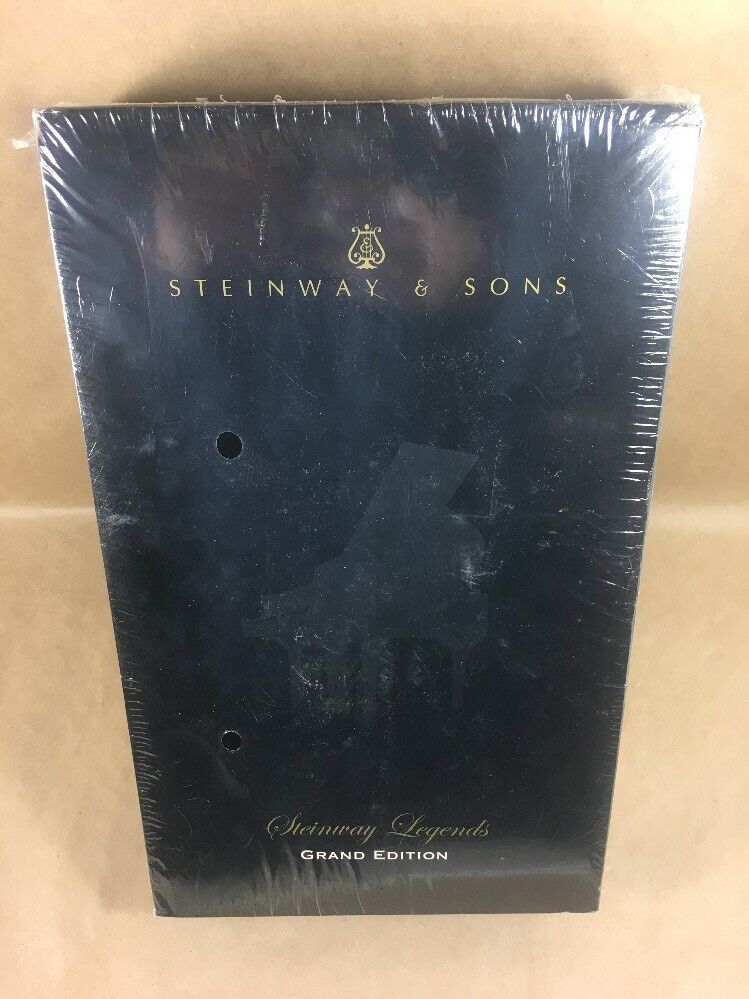 STEINWAY & SONS
Steinway Legends
GRAND EDITION